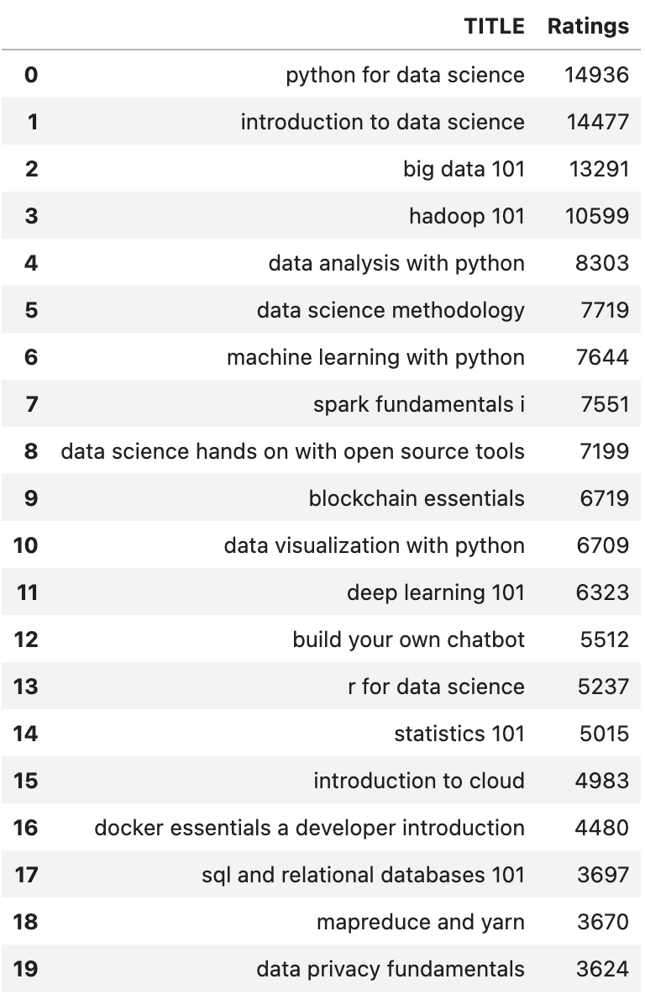 TITLE Ratings
0 python for data science 14936
1 introduction to data science 14477
2 big data 101 13291
3 hadoop 101 10599
4 data analysis with python 8303
5 data science methodology 7719
6 machine learning with python 7644
7 spark fundamentals i 7551
8 data science hands on with open source tools 7199
9 blockchain essentials 6719
10 data visualization with python 6709
11 deep learning 101 6323
12 build your own chatbot 5512
13 r for data science 5237
14 statistics 101 5015
15 introduction to cloud 4983
16 docker essentials a developer introduction 4480
17 sql and relational databases 101 3697
18 mapreduce and yarn 3670
19 data privacy fundamentals 3624